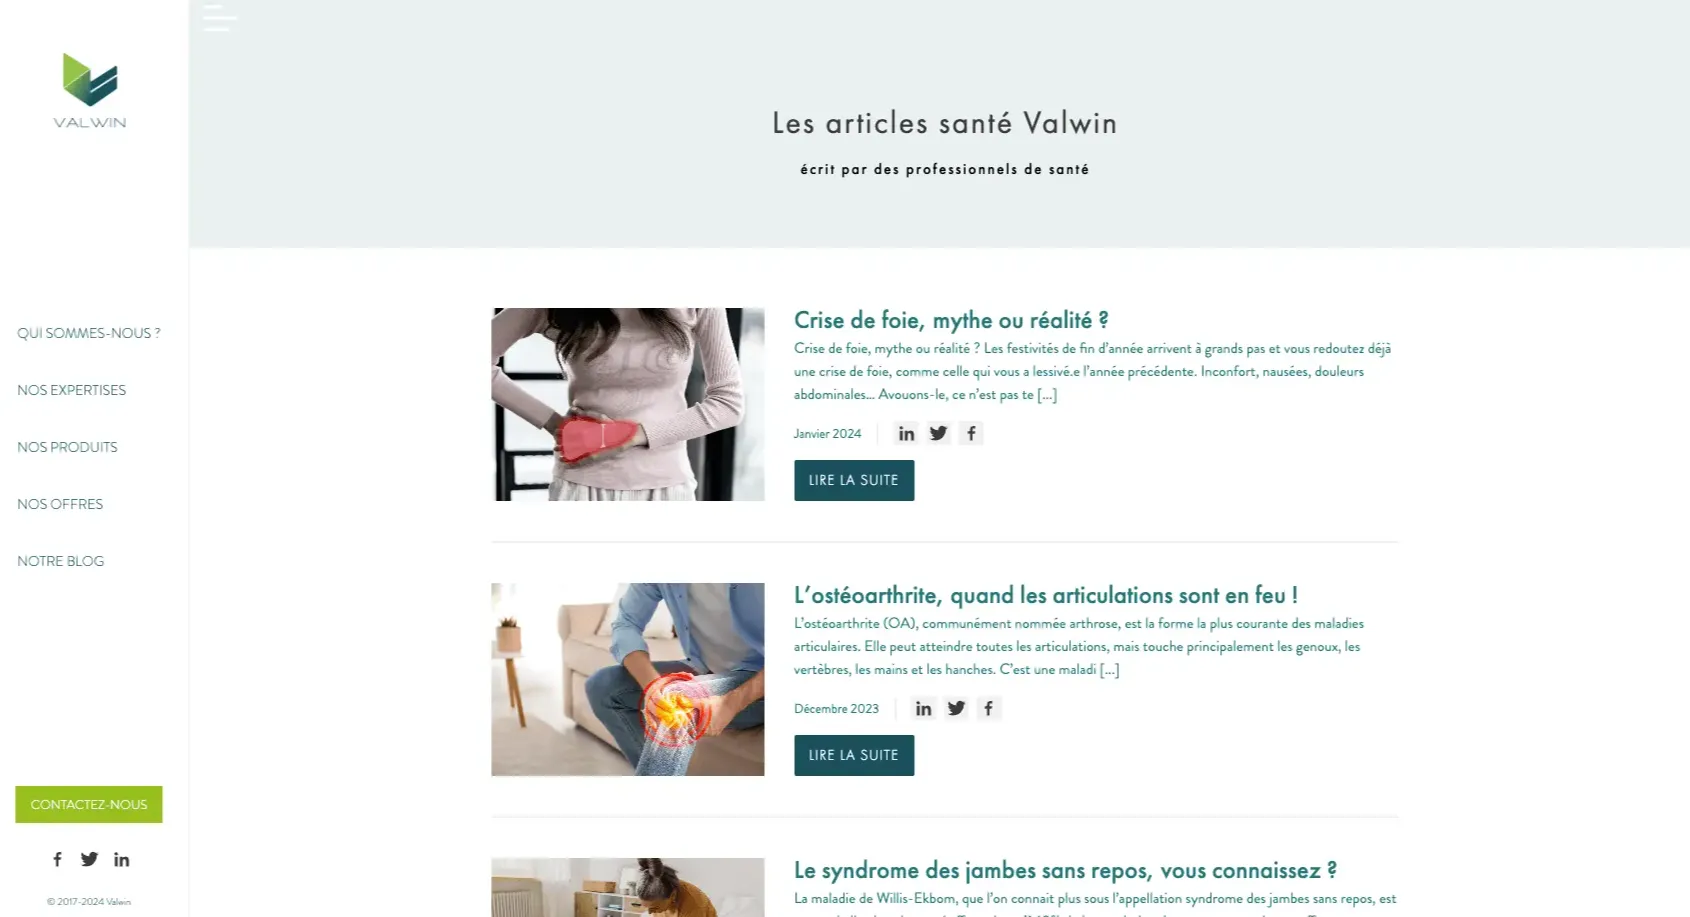 VALWIN
QUI SOMMES-NOUS ?
NOS EXPERTISES
NOS PRODUITS
NOS OFFRES
NOTRE BLOG
CONTACTEZ-NOUS
© 2017-2024 Valwin
Les articles santé Valwin
écrit par des professionnels de santé
Crise de foie, mythe ou réalité ?
Crise de foie, mythe ou réalité ? Les festivités de fin d'année arrivent à grands pas et vous redoutez déjà
une crise de foie, comme celle qui vous a lessivé.e l'année précédente. Inconfort, nausées, douleurs
abdominales... Avouons-le, ce n'est pas te [...]
Janvier 2024
LIRE LA SUITE
L'ostéoarthrite, quand les articulations sont en feu !
L'ostéoarthrite (OA), communément nommée arthrose, est la forme la plus courante des maladies
articulaires. Elle peut atteindre toutes les articulations, mais touche principalement les genoux, les
vertèbres, les mains et les hanches. C'est une maladi [...]
Décembre 2023
LIRE LA SUITE
Le syndrome des jambes sans repos, vous connaissez ?
La maladie de Willis-Ekbom, que l'on connait plus sous l'appellation syndrome des jambes sans repos, est